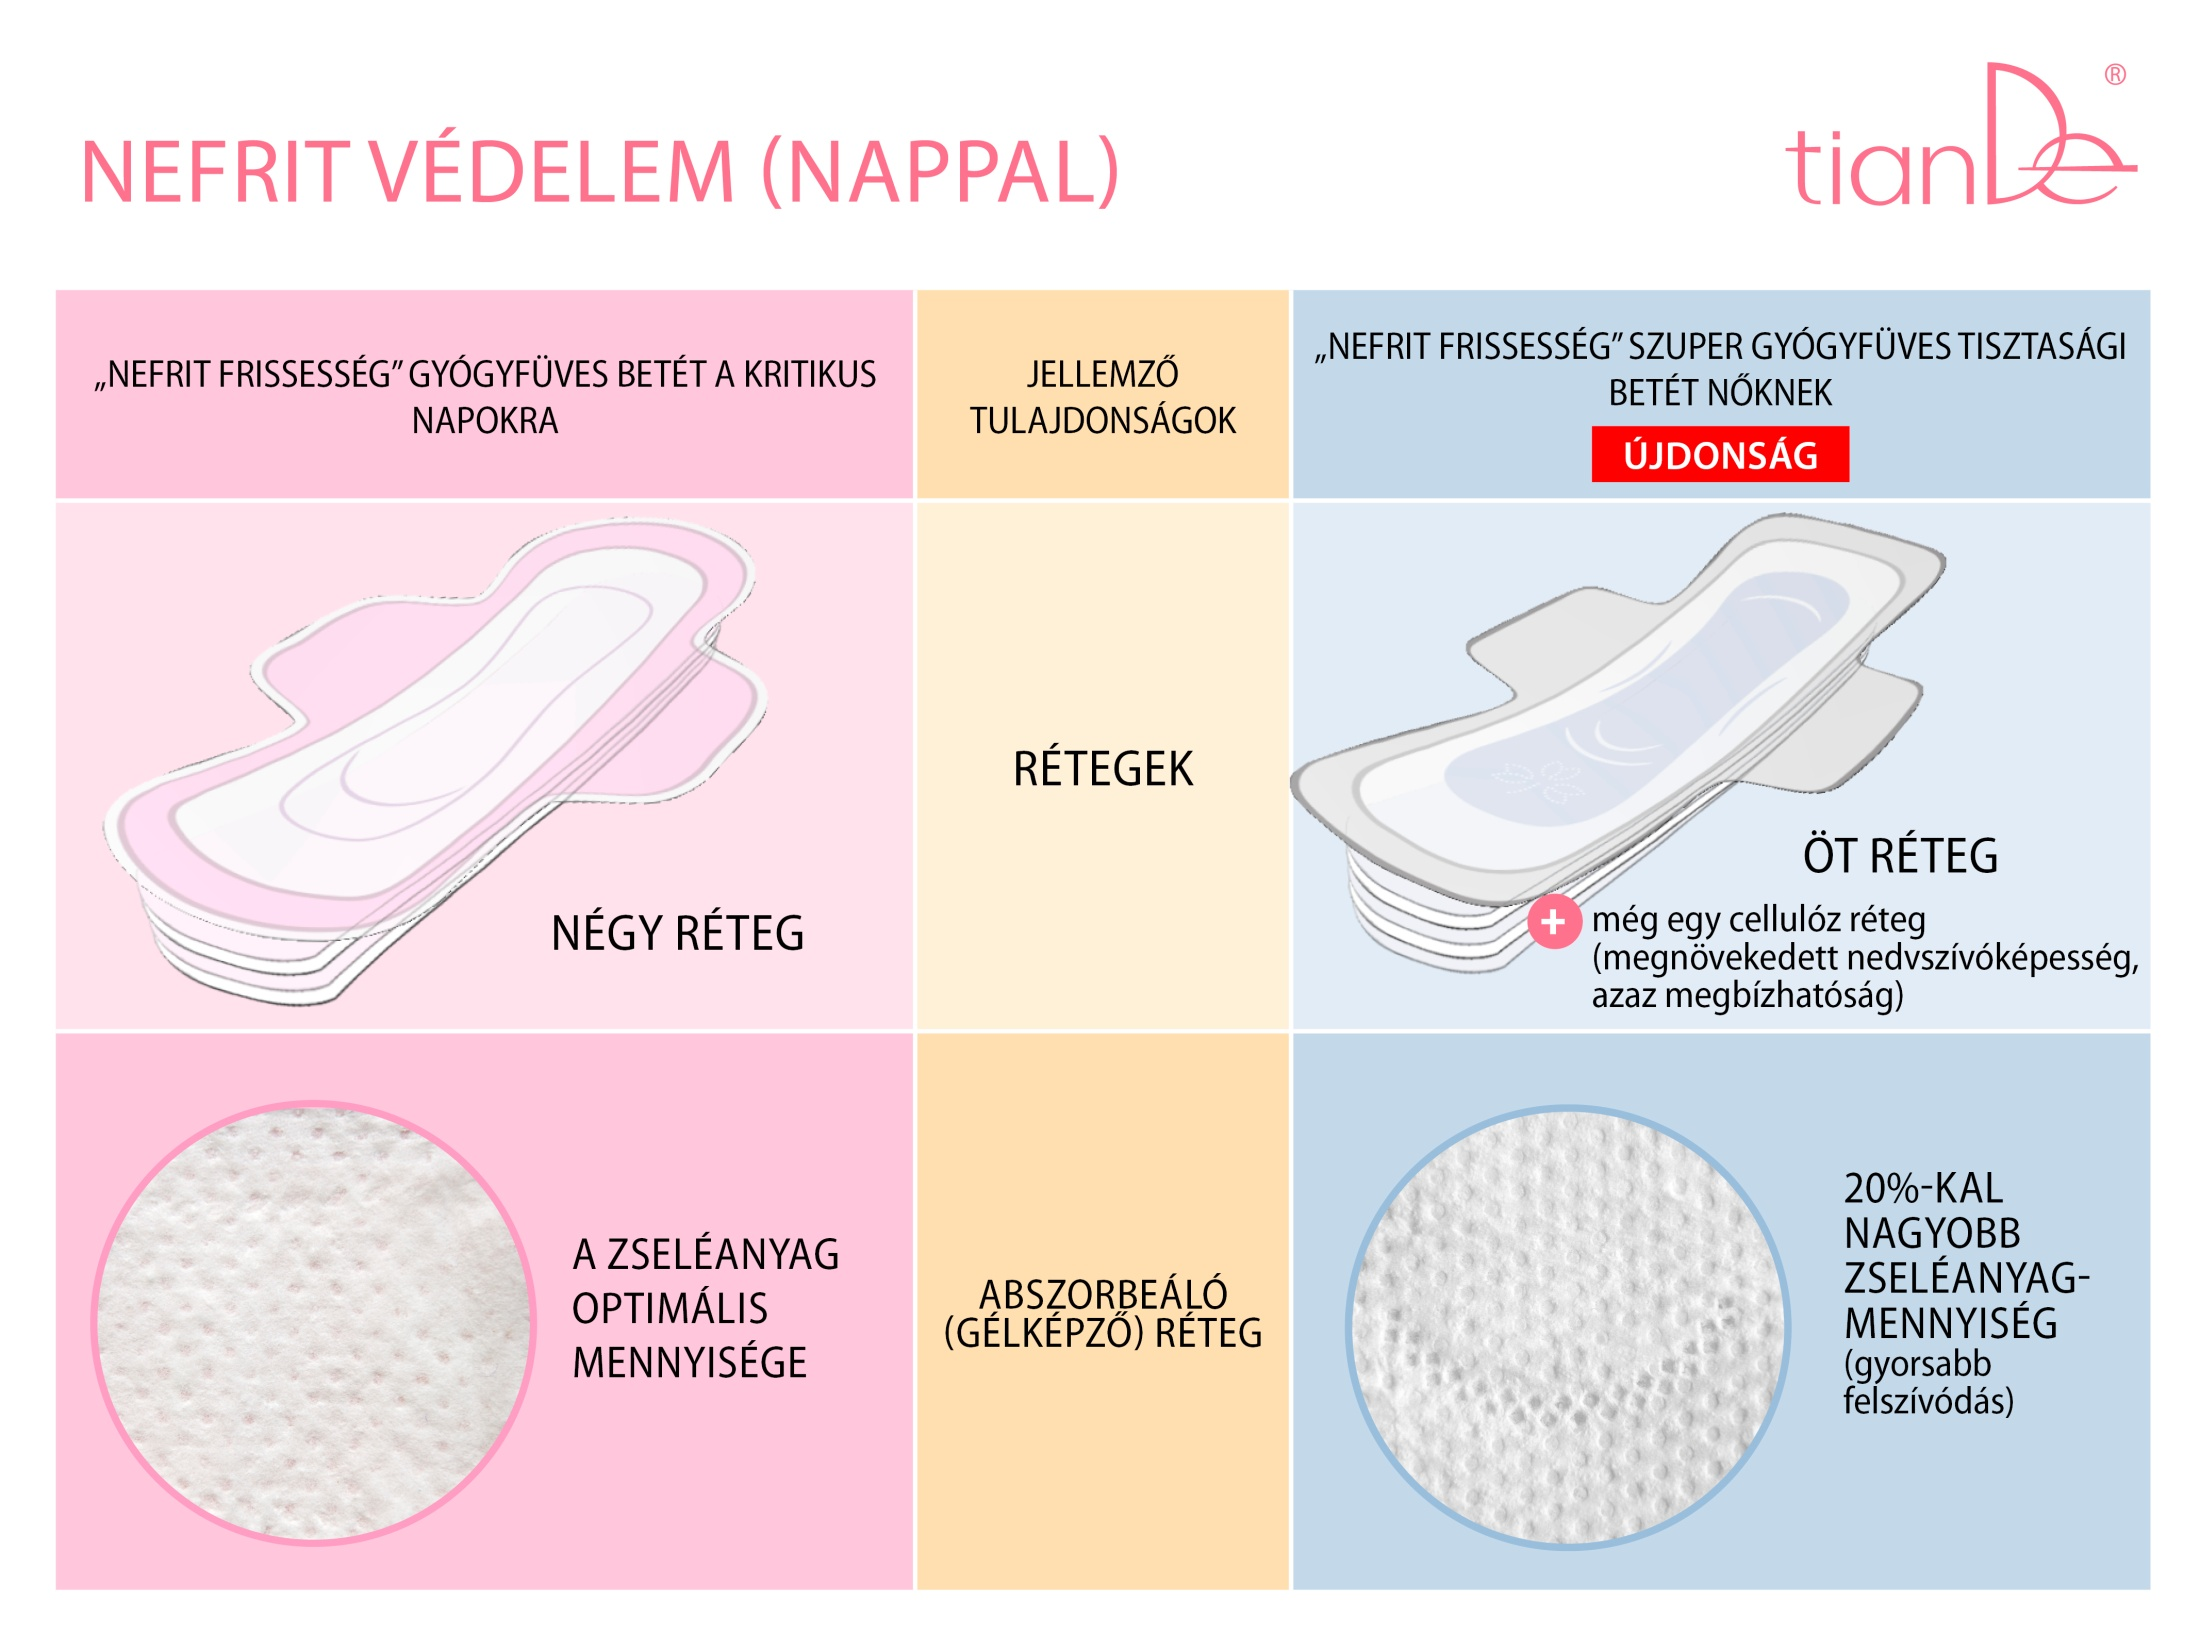 NEFRIT VÉDELEM (NAPPAL)
tianDe®
„NEFRIT FRISSESSÉG” GYÓGYFÜVES BETÉT A KRITIKUS
NAPOKRA
JELLEMZŐ
TULAJDONSÁGOK
„NEFRIT FRISSESSÉG” SZUPER GYÓGYFÜVES TISZTASÁGI
BETÉT NŐKNEK
ÚJDONSÁG
NÉGY RÉTEG
RÉTEGEK
ÖT RÉTEG
+ még egy cellulóz réteg
(megnövekedett nedvszívóképesség,
azaz megbízhatóság)
A ZSELÉANYAG
OPTIMÁLIS
MENNYISÉGE
ABSZORBEÁLÓ
(GÉLKÉPZŐ) RÉTEG
20%-KAL
NAGYOBB
ZSELÉANYAG-
MENNYISÉG
(gyorsabb
felszívódás)